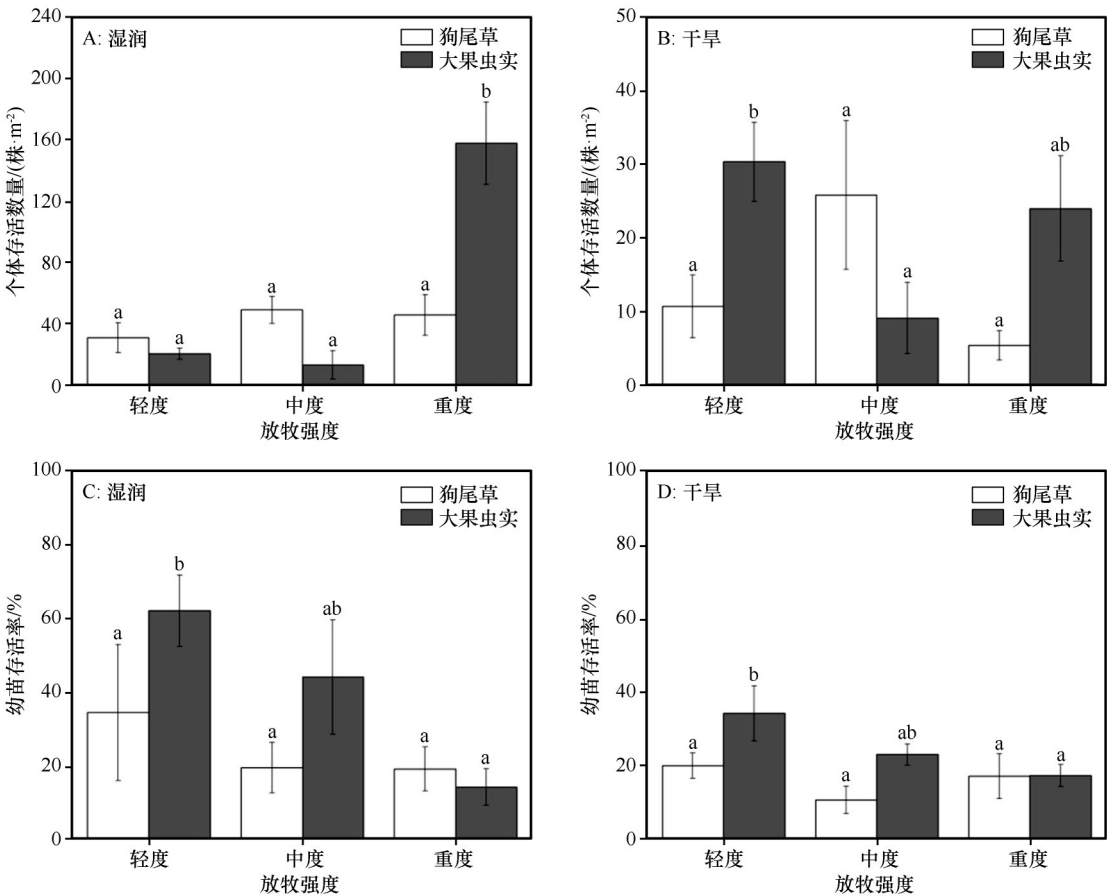 A: 湿润
狗尾草
大果虫实
240
200
160
120
80
40
0
个体存活数量/(株·m⁻²)
a
a
a
a
a
b
轻度
中度
重度
放牧强度
B: 干旱
狗尾草
大果虫实
50
40
30
20
10
0
个体存活数量/(株·m⁻²)
a
b
a
a
a
ab
轻度
中度
重度
放牧强度
C: 湿润
狗尾草
大果虫实
100
80
60
40
20
0
幼苗存活率/%
a
b
a
ab
a
a
轻度
中度
重度
放牧强度
D: 干旱
狗尾草
大果虫实
100
80
60
40
20
0
幼苗存活率/%
a
b
a
ab
a
a
轻度
中度
重度
放牧强度